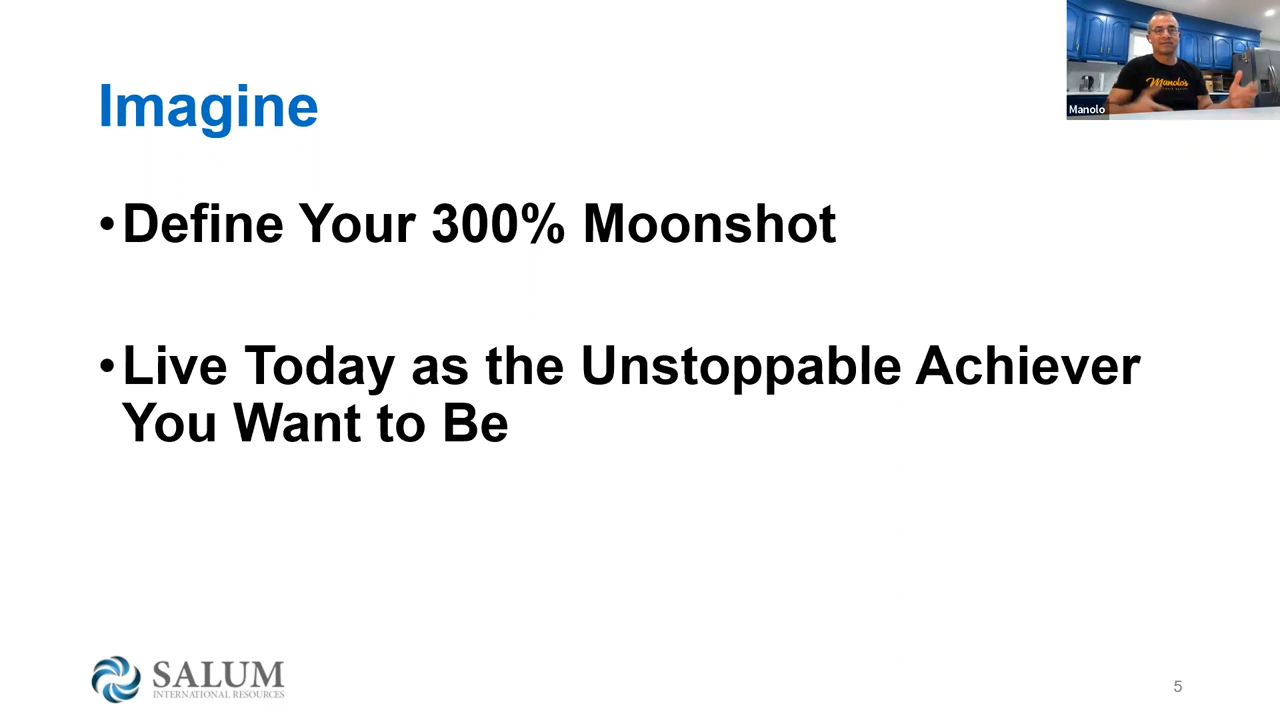 Imagine
Manolo's
Manolo
•Define Your 300% Moonshot
•Live Today as the Unstoppable Achiever
You Want to Be
SALUM
INTERNATIONAL RESOURCES
5